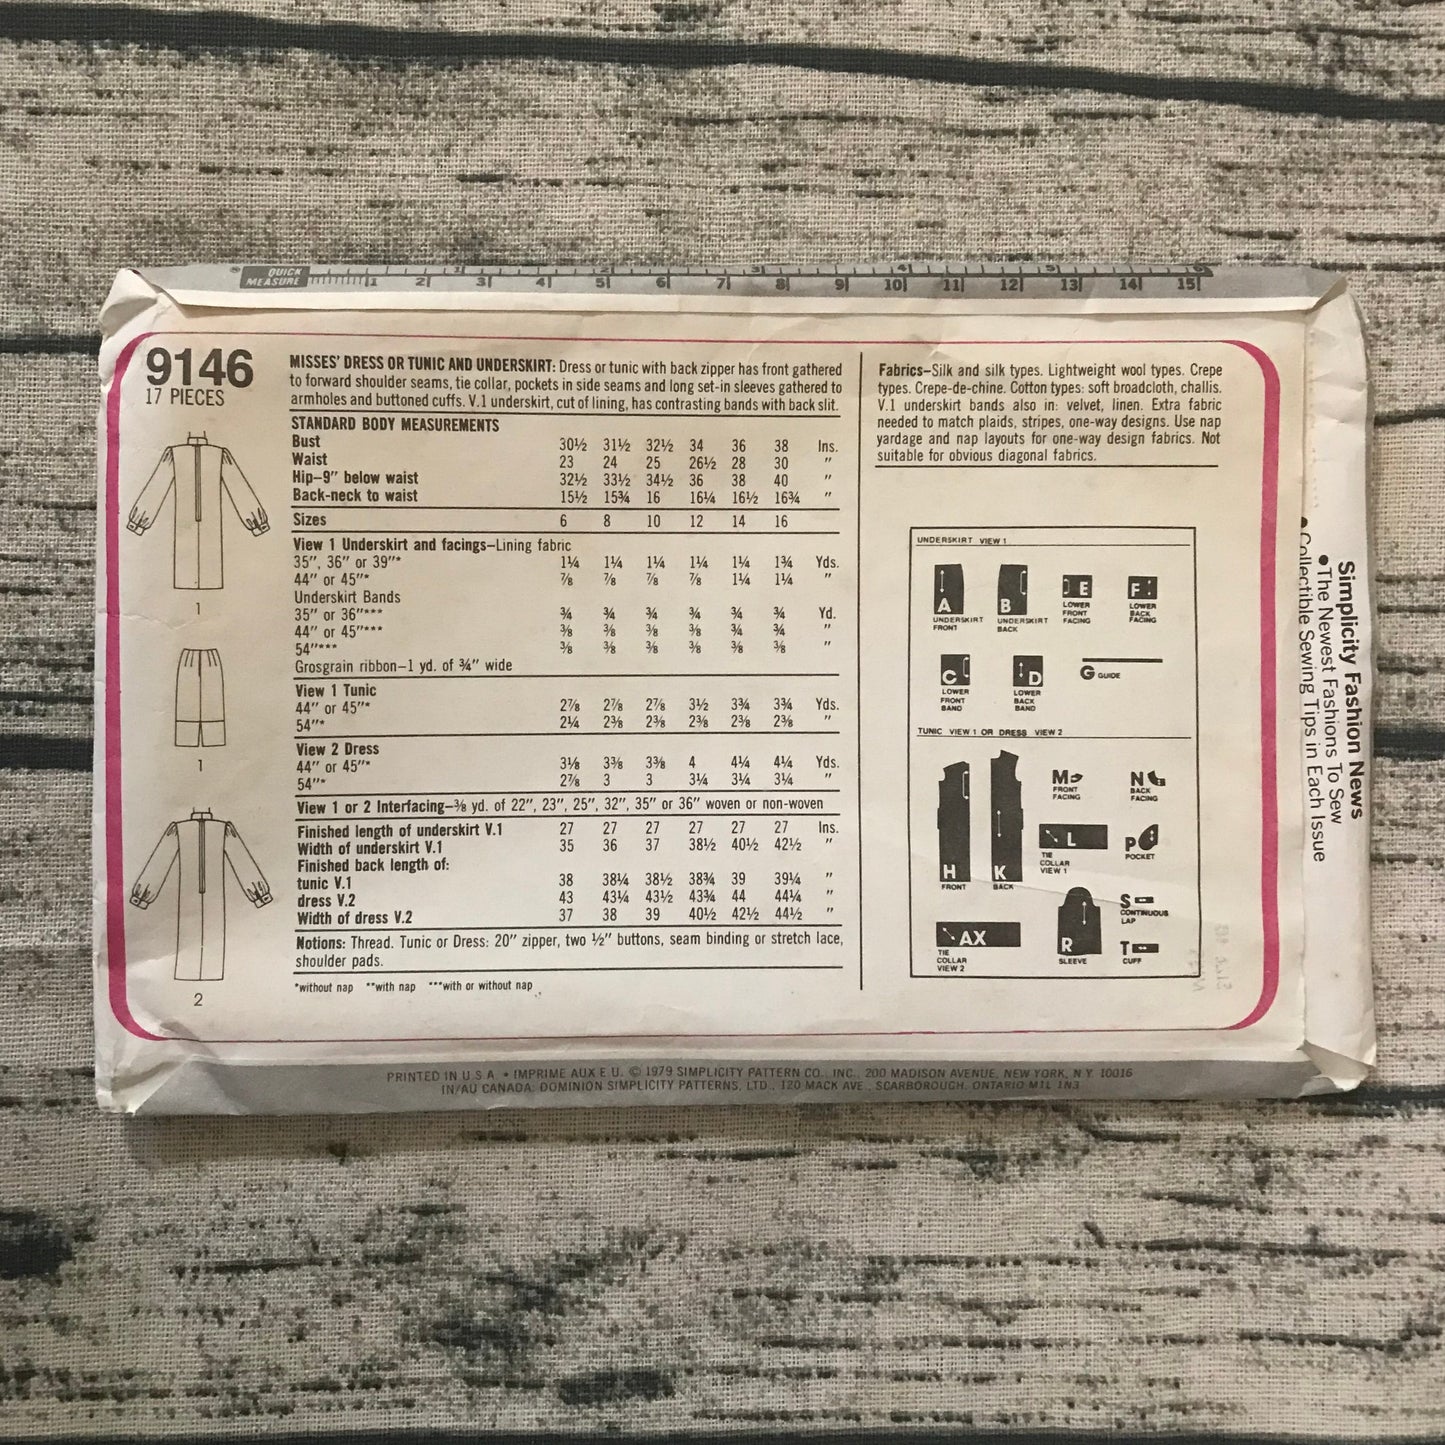 QUICK
MEASURE
1 2 3 4 5 6 7 8 9 10 11 12 13 14 15
9146
17 PIECES
MISSES' DRESS OR TUNIC AND UNDERSKIRT: Dress or tunic with back zipper has front gathered
to forward shoulder seams, tie collar, pockets in side seams and long set-in sleeves gathered to
armholes and buttoned cuffs. V.1 underskirt, cut of lining, has contrasting bands with back slit.
STANDARD BODY MEASUREMENTS
Bust 30½ 31½ 32½ 34 36 38 Ins.
Waist 23 24 25 26½ 28 30 "
Hip-9" below waist 32½ 33½ 34½ 36 38 40 "
Back-neck to waist 15½ 15¾ 16 16¼ 16½ 16¾ "
Sizes 6 8 10 12 14 16
View 1 Underskirt and facings-Lining fabric
35", 36" or 39"* 1¼ 1¼ 1¼ 1¼ 1¼ 1¾ Yds.
44" or 45"* ⅞ ⅞ ⅞ ⅞ 1¼ 1¼ "
Underskirt Bands
35" or 36"*** ¾ ¾ ¾ ¾ ¾ ¾ Yd.
44" or 45"*** ⅜ ⅜ ⅜ ⅜ ¾ ¾ "
54"*** ⅜ ⅜ ⅜ ⅜ ⅜ ⅜ "
Grosgrain ribbon-1 yd. of ¾" wide
View 1 Tunic
44" or 45"* 2⅞ 2⅞ 2⅞ 3½ 3¾ 3¾ Yds.
54"* 2¼ 2⅜ 2⅜ 2⅜ 2⅜ 2⅜ "
View 2 Dress
44" or 45"* 3⅛ 3⅜ 3⅜ 4 4¼ 4¼ Yds.
54"* 2⅞ 3 3 3¼ 3¼ 3¼ "
View 1 or 2 Interfacing-⅜ yd. of 22", 23", 25", 32", 35" or 36" woven or non-woven
Finished length of underskirt V.1 27 27 27 27 27 27 Ins.
Width of underskirt V.1 35 36 37 38½ 40½ 42½ "
Finished back length of:
tunic V.1 38 38¼ 38½ 38¾ 39 39¼ "
dress V.2 43 43¼ 43½ 43¾ 44 44¼ "
Width of dress V.2 37 38 39 40½ 42½ 44½ "
Notions: Thread. Tunic or Dress: 20" zipper, two ½" buttons, seam binding or stretch lace,
shoulder pads.
*without nap **with nap ***with or without nap
1
1
2
Fabrics-Silk and silk types. Lightweight wool types. Crepe
types. Crepe-de-chine. Cotton types: soft broadcloth, challis.
V.1 underskirt bands also in: velvet, linen. Extra fabric
needed to match plaids, stripes, one-way designs. Use nap
yardage and nap layouts for one-way design fabrics. Not
suitable for obvious diagonal fabrics.
UNDERSKIRT VIEW 1
A
UNDERSKIRT
FRONT
B
UNDERSKIRT
BACK
E
LOWER
FRONT
FACING
F
LOWER
BACK
FACING
C
LOWER
FRONT
BAND
D
LOWER
BACK
BAND
G GUIDE
TUNIC VIEW 1 OR DRESS VIEW 2
H
FRONT
K
BACK
M
FRONT
FACING
N
BACK
FACING
L
TIE
COLLAR
VIEW 1
P
POCKET
AX
TIE
COLLAR
VIEW 2
R
SLEEVE
S
CONTINUOUS
LAP
T
CUFF
Simplicity Fashion News
•The Newest Fashions To Sew
•Collectible Sewing Tips in Each Issue
PRINTED IN U.S.A. • IMPRIME AUX E.U. © 1979 SIMPLICITY PATTERN CO., INC., 200 MADISON AVENUE, NEW YORK, N.Y. 10016
IN/AU CANADA: DOMINION SIMPLICITY PATTERNS, LTD., 120 MACK AVE., SCARBOROUGH, ONTARIO M1L 1N3